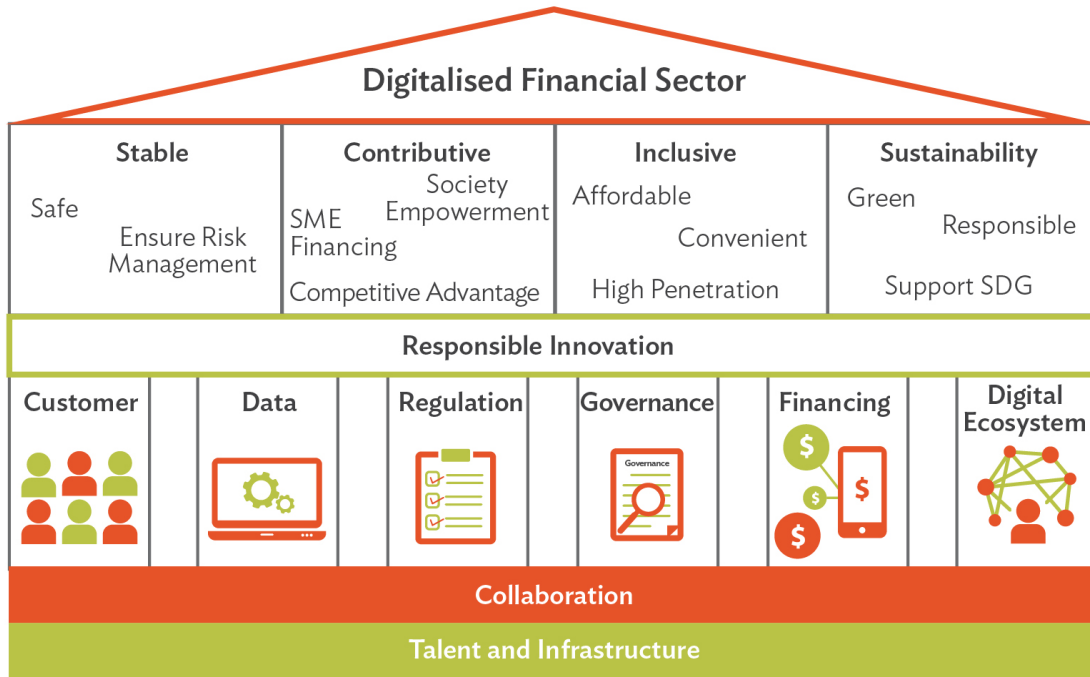 Digitalised Financial Sector
Stable
Safe
Ensure Risk
Management
Contributive
Society
Empowerment
SME
Financing
Competitive Advantage
Inclusive
Affordable
Convenient
High Penetration
Sustainability
Green
Responsible
Support SDG
Responsible Innovation
Customer
Data
Regulation
Governance
Governance
Financing
$
$
$
$
Digital
Ecosystem
Collaboration
Talent and Infrastructure